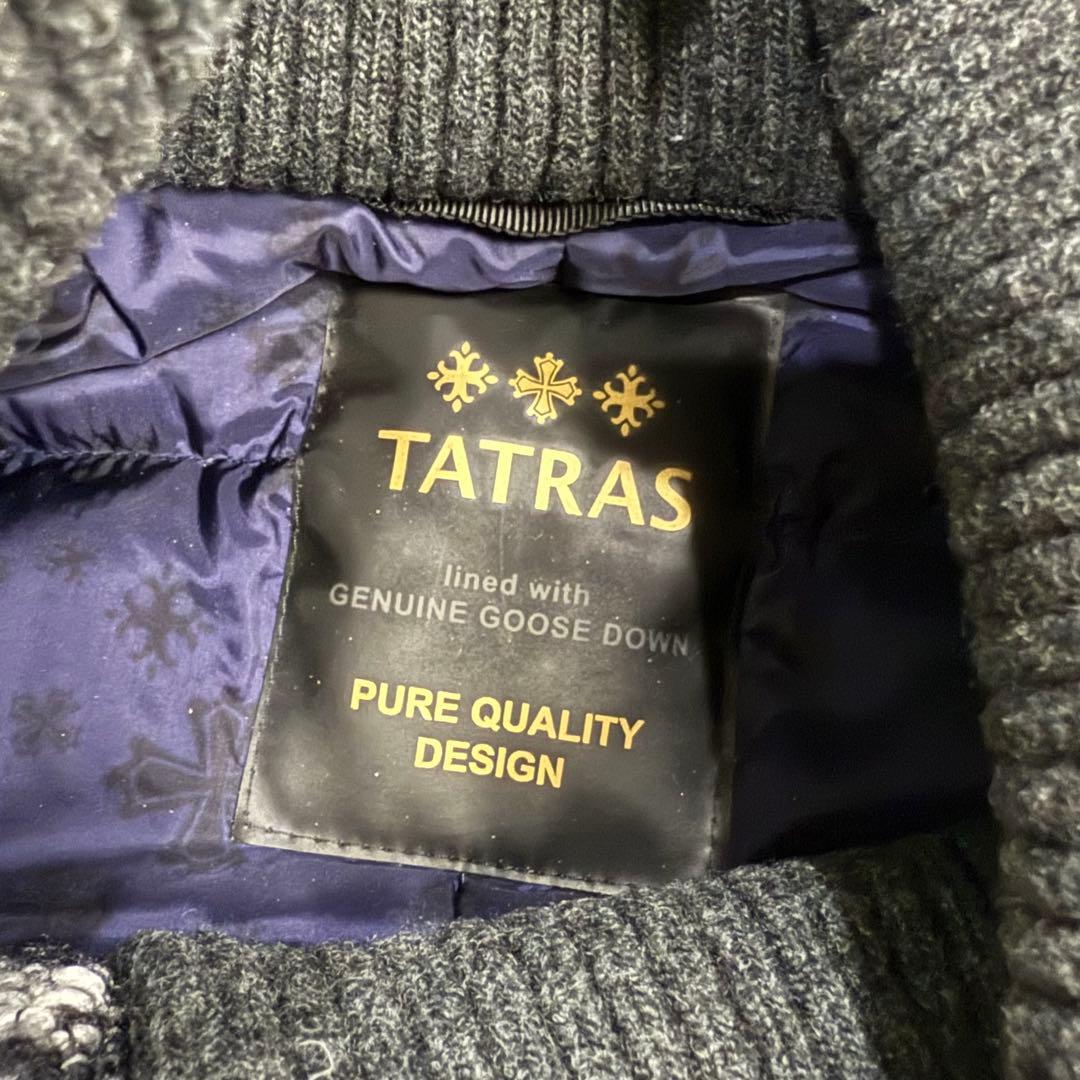 TATRAS
lined with
GENUINE GOOSE DOWN
PURE QUALITY
DESIGN